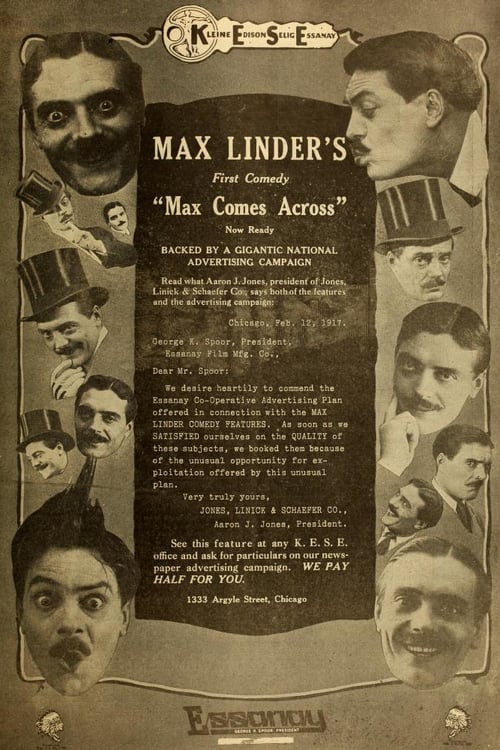 KLEINE EDISON SELIG ESSANAY
MAX LINDER'S
First Comedy
"Max Comes Across"
Now Ready
BACKED BY A GIGANTIC NATIONAL
ADVERTISING CAMPAIGN
Read what Aaron J. Jones, president of Jones,
Linick & Schaefer Co., says both of the features
and the advertising campaign:
Chicago, Feb. 12, 1917.
George K. Spoor, President,
Essanay Film Mfg. Co.,
Dear Mr. Spoor:
We desire heartily to commend the
Essanay Co-Operative Advertising Plan
offered in connection with the MAX
LINDER COMEDY FEATURES. As soon as we
SATISFIED ourselves on the QUALITY of
these subjects, we booked them because
of the unusual opportunity for ex-
ploitation offered by this unusual
plan.
Very truly yours,
JONES, LINICK & SCHAEFER CO.,
Aaron J. Jones, President.
See this feature at any K. E. S. E.
office and ask for particulars on our news-
paper advertising campaign. WE PAY
HALF FOR YOU.
1333 Argyle Street, Chicago
Essanay
GEORGE K. SPOOR, PRESIDENT